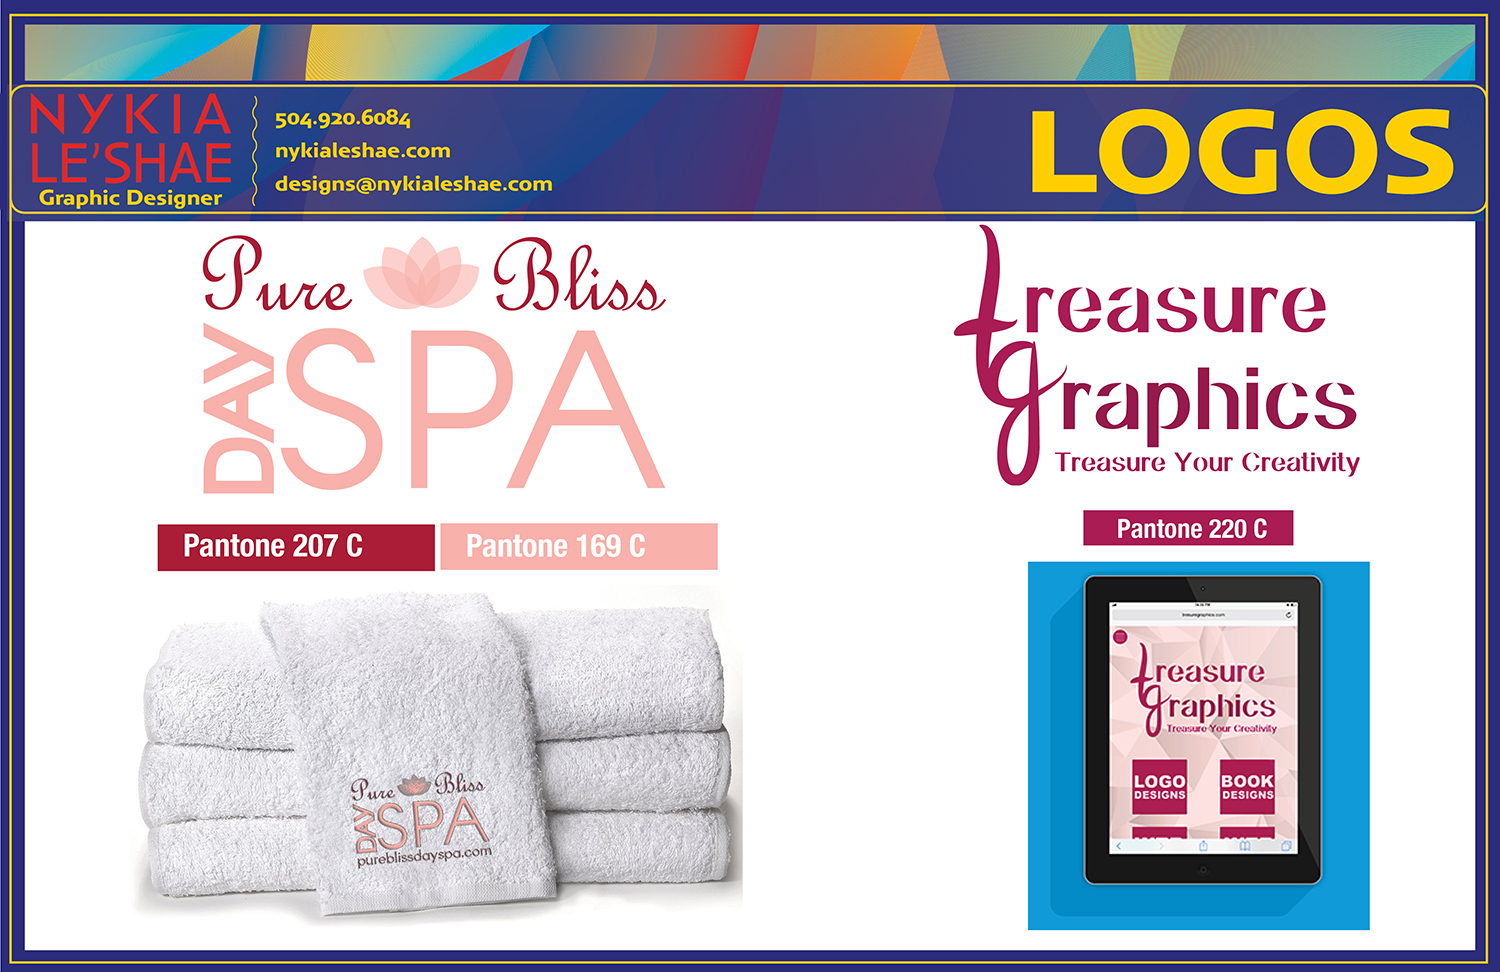 NYKIA
LE'SHAE
Graphic Designer
504.920.6084
nykialeshae.com
designs@nykialeshae.com
LOGOS
Pure Bliss
DAY SPA
Pantone 207 C
Pantone 169 C
Pure Bliss
DAY SPA
pureblissdayspa.com
treasure
graphics
Treasure Your Creativity
Pantone 220 C
treasure
graphics
Treasure Your Creativity
LOGO
DESIGNS
BOOK
DESIGNS